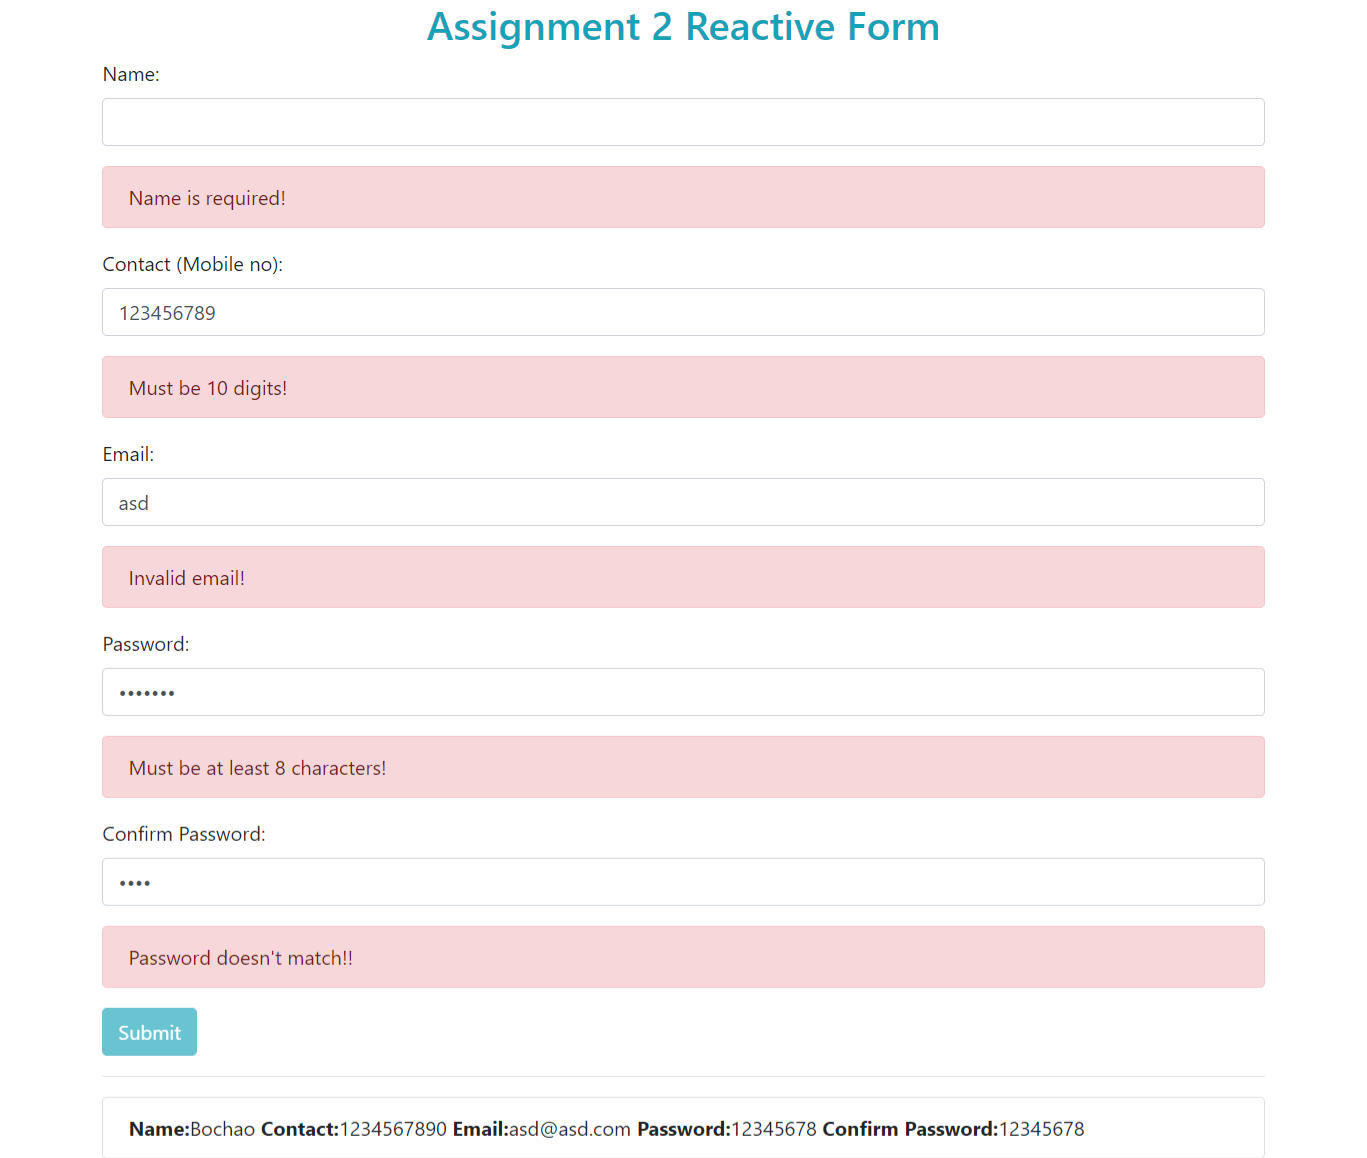 Assignment 2 Reactive Form
Name:
Name is required!
Contact (Mobile no):
123456789
Must be 10 digits!
Email:
asd
Invalid email!
Password:
•••••••
Must be at least 8 characters!
Confirm Password:
••••
Password doesn't match!!
Submit
Name:Bochao Contact:1234567890 Email:asd@asd.com Password:12345678 Confirm Password:12345678